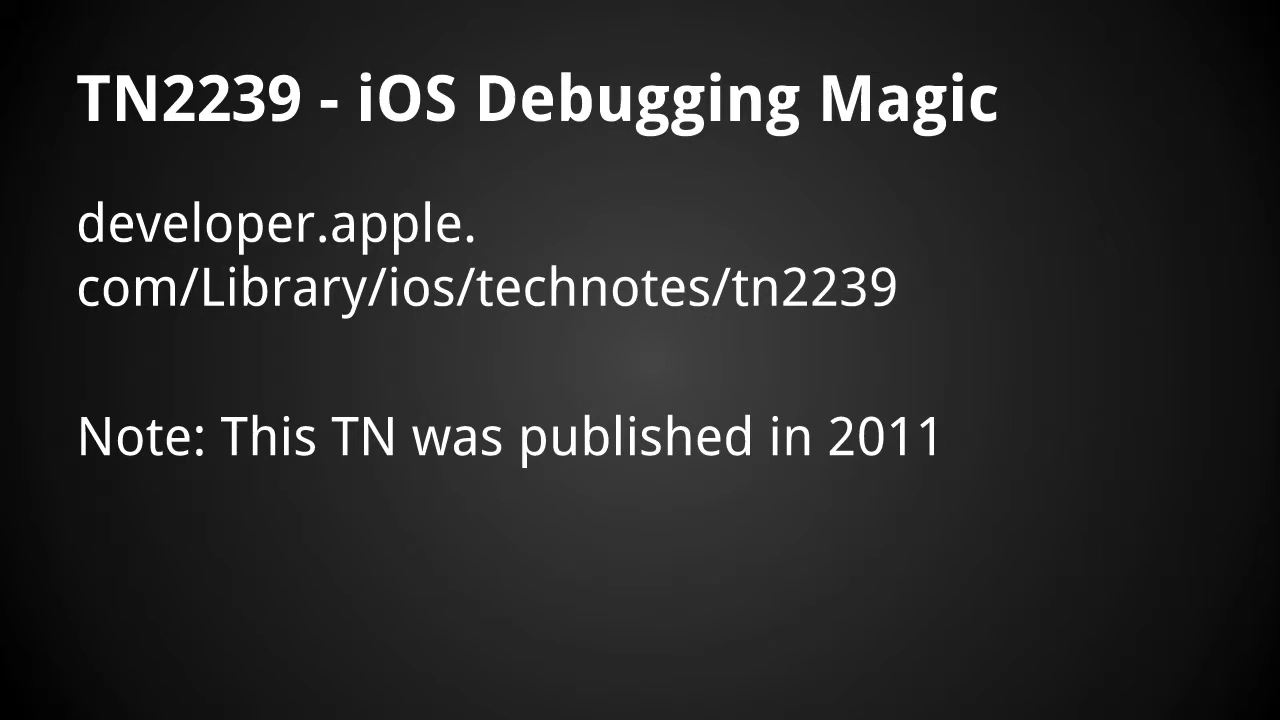 TN2239 - iOS Debugging Magic
developer.apple.
com/Library/ios/technotes/tn2239
Note: This TN was published in 2011